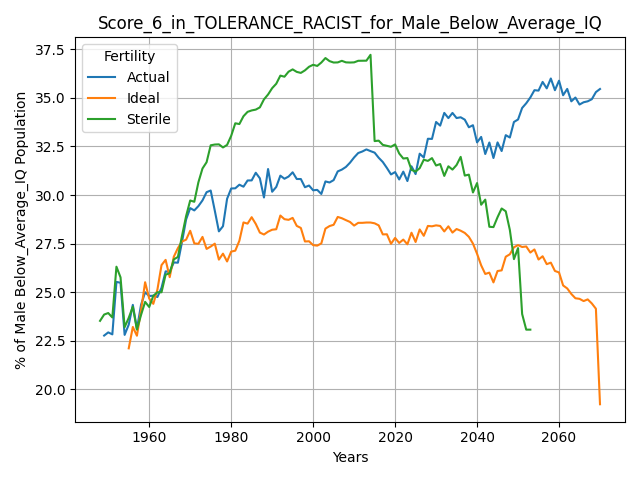 Score_6_in_TOLERANCE_RACIST_for_Male_Below_Average_IQ
% of Male Below_Average_IQ Population
37.5
35.0
32.5
30.0
27.5
25.0
22.5
20.0
Fertility
Actual
Ideal
Sterile
1960
1980
2000
2020
2040
2060
Years